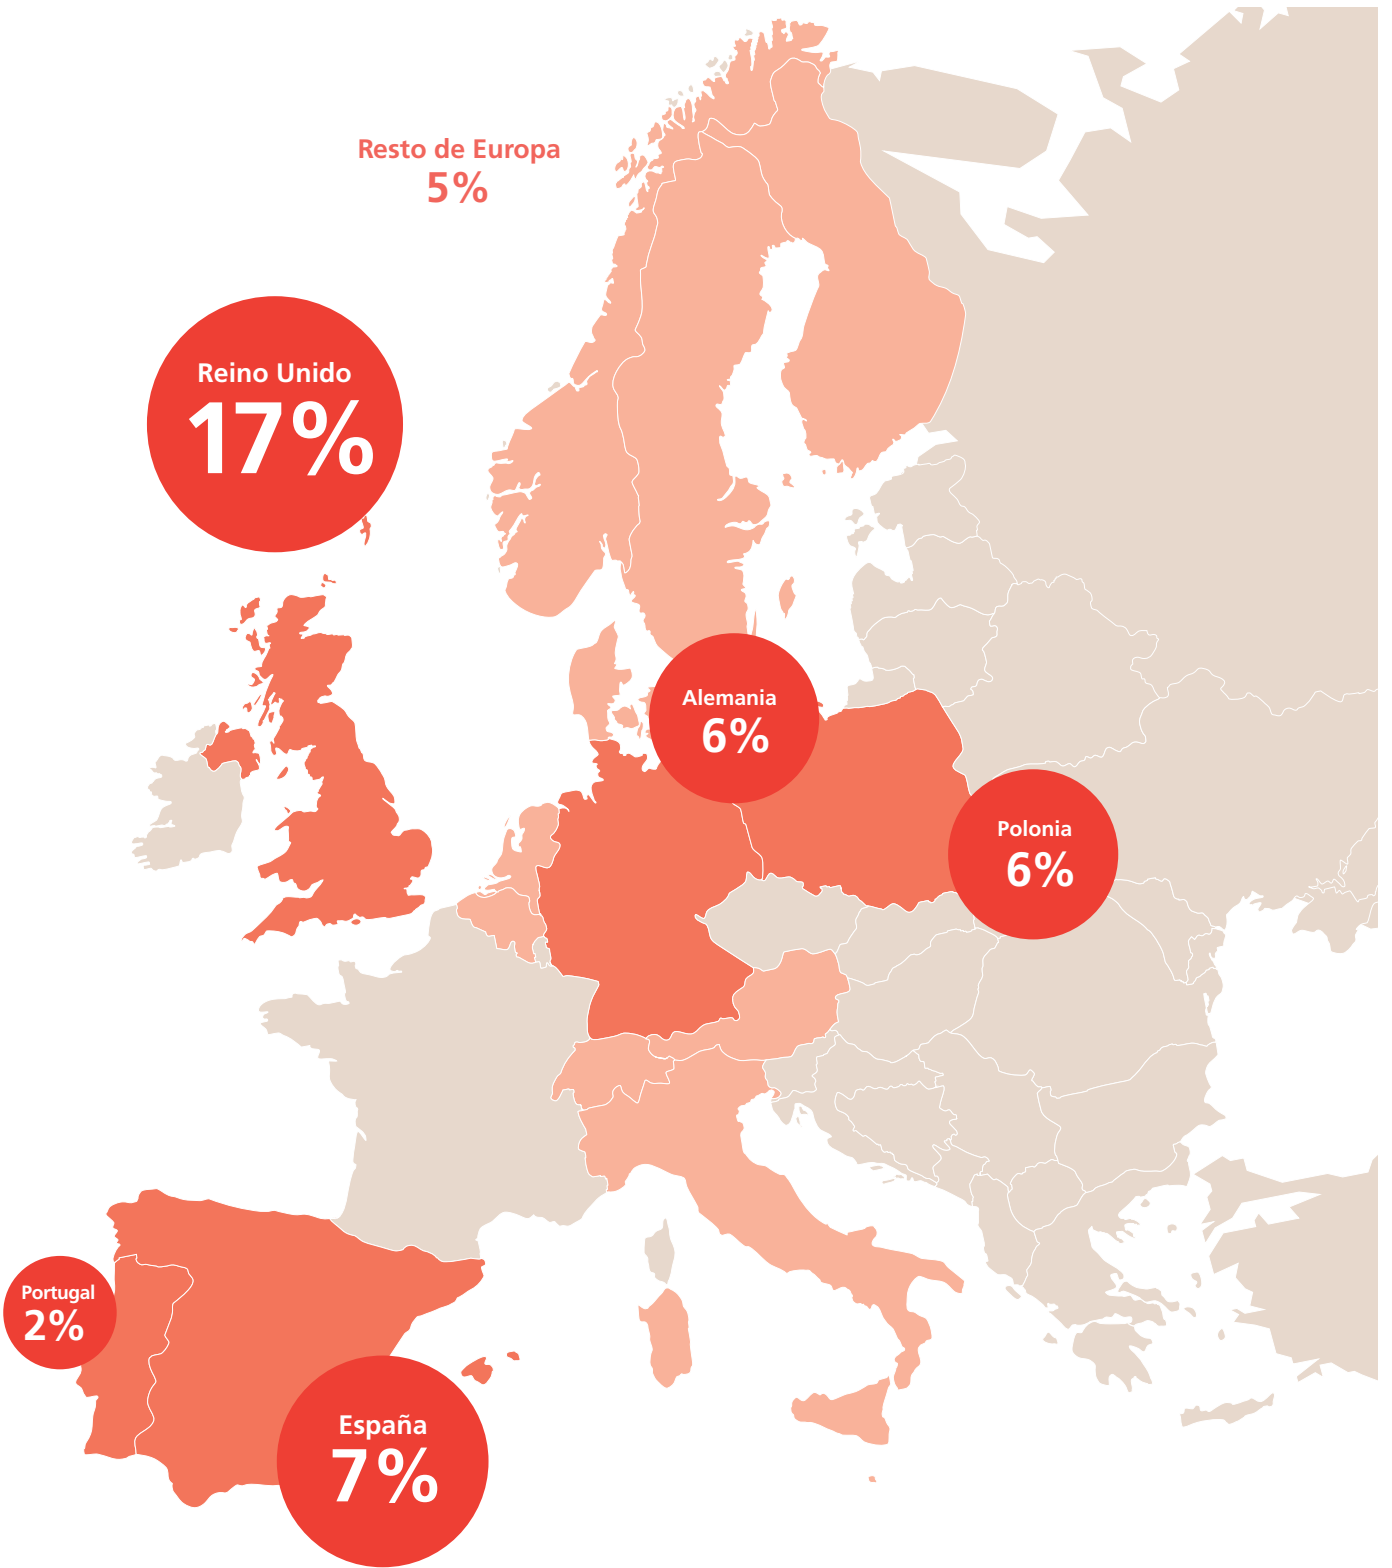 Resto de Europa
5%
Reino Unido
17%
Alemania
6%
Polonia
6%
Portugal
2%
España
7%